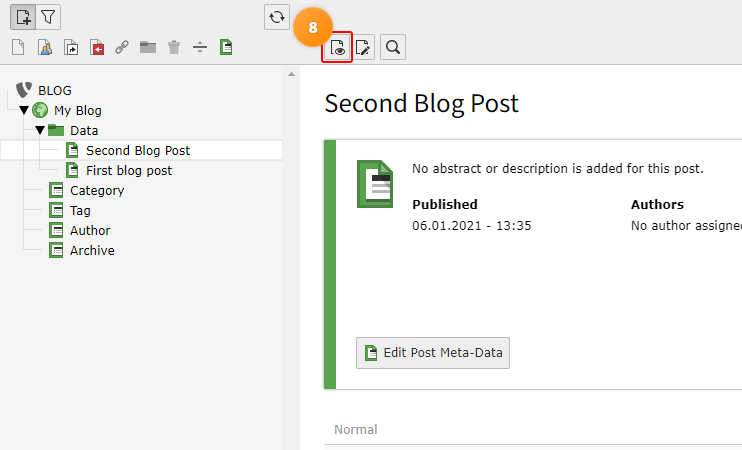 8
BLOG
My Blog
Data
Second Blog Post
First blog post
Category
Tag
Author
Archive
Second Blog Post
No abstract or description is added for this post.
Published Authors
06.01.2021 - 13:35 No author assigned
Edit Post Meta-Data
Normal